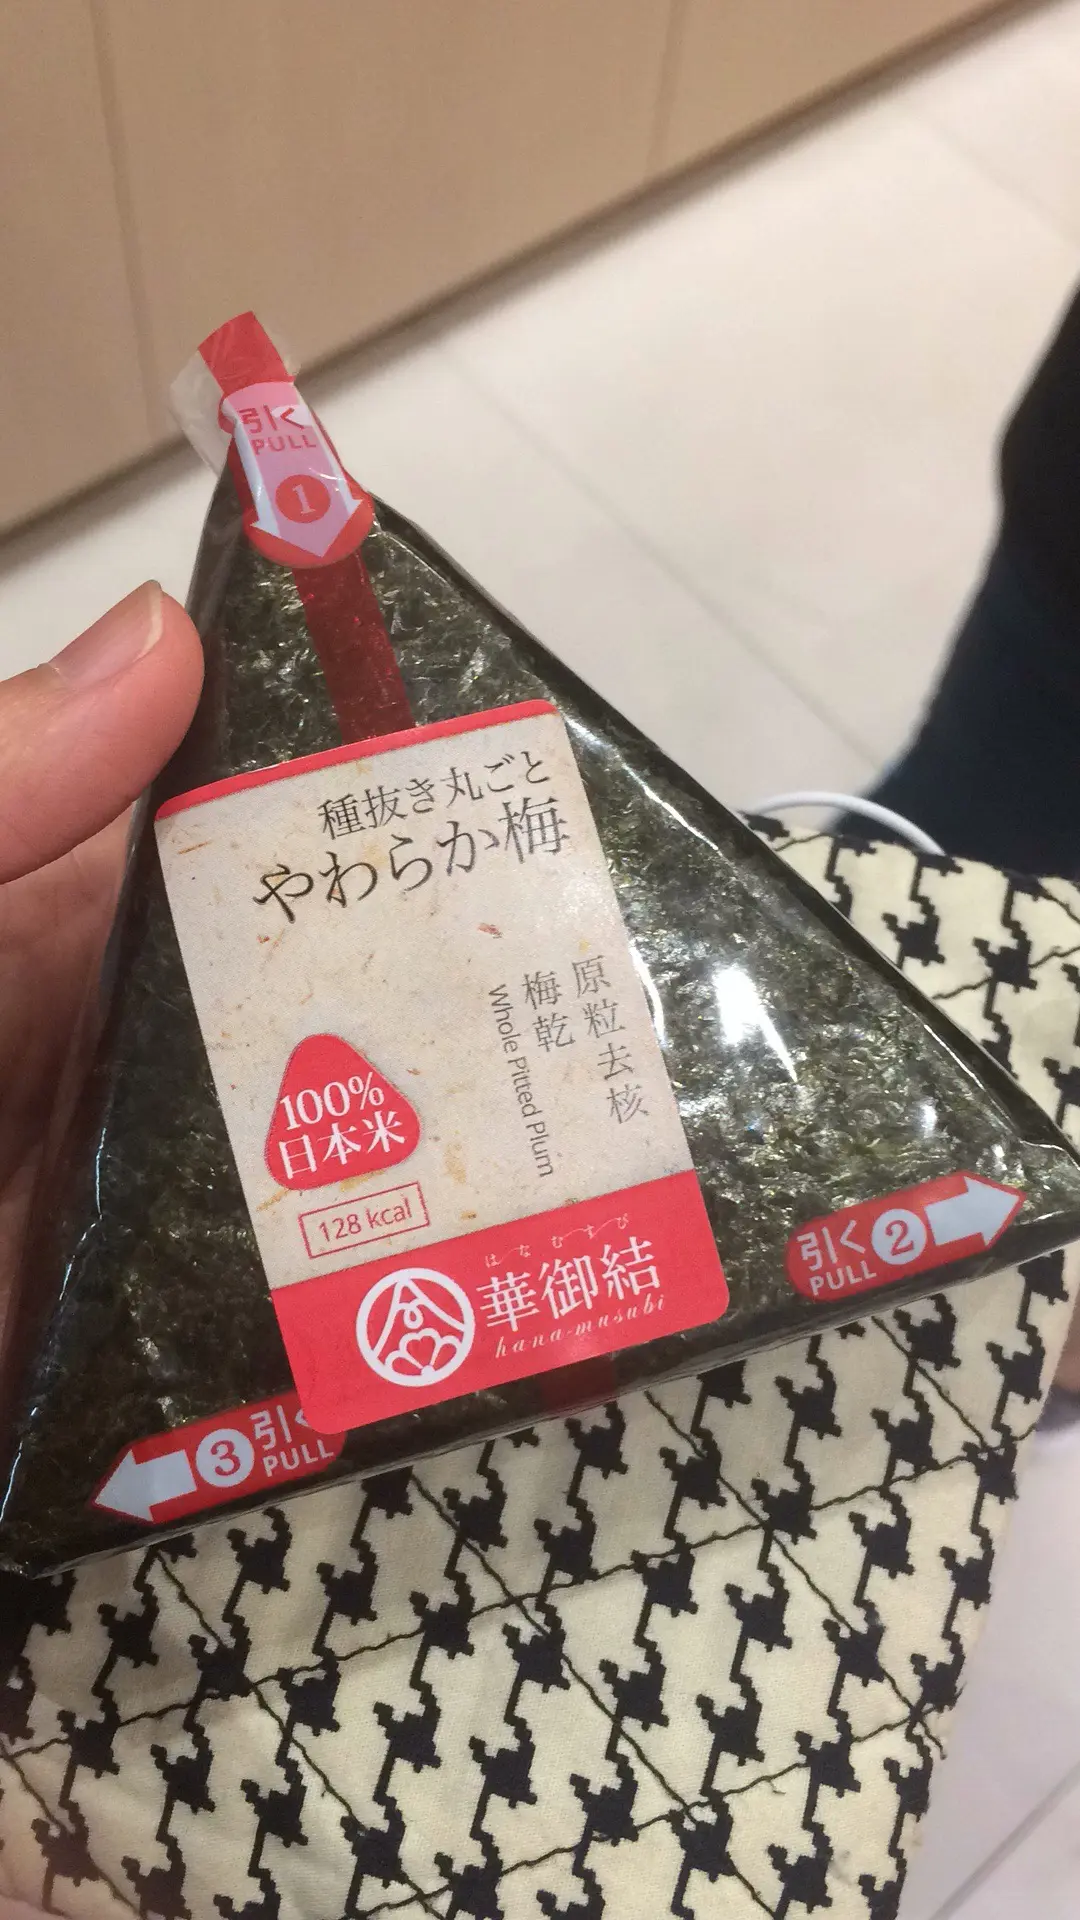 引く
PULL
1
種抜き丸ごと
やわらか梅
原粒去核
梅乾
Whole Pitted Plum
100%
日本米
128 kcal
はなむすび
華御結
hana-musubi
引く
PULL
2
3
引く
PULL